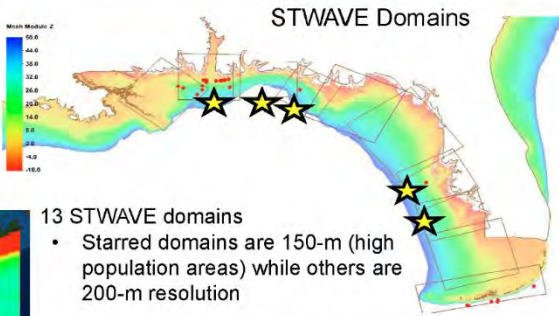 STWAVE Domains
Mesh Module Z
50.0
44.0
38.0
32.0
26.0
20.0
14.0
8.0
2.0
-4.0
-10.0
13 STWAVE domains
• Starred domains are 150-m (high
population areas) while others are
200-m resolution